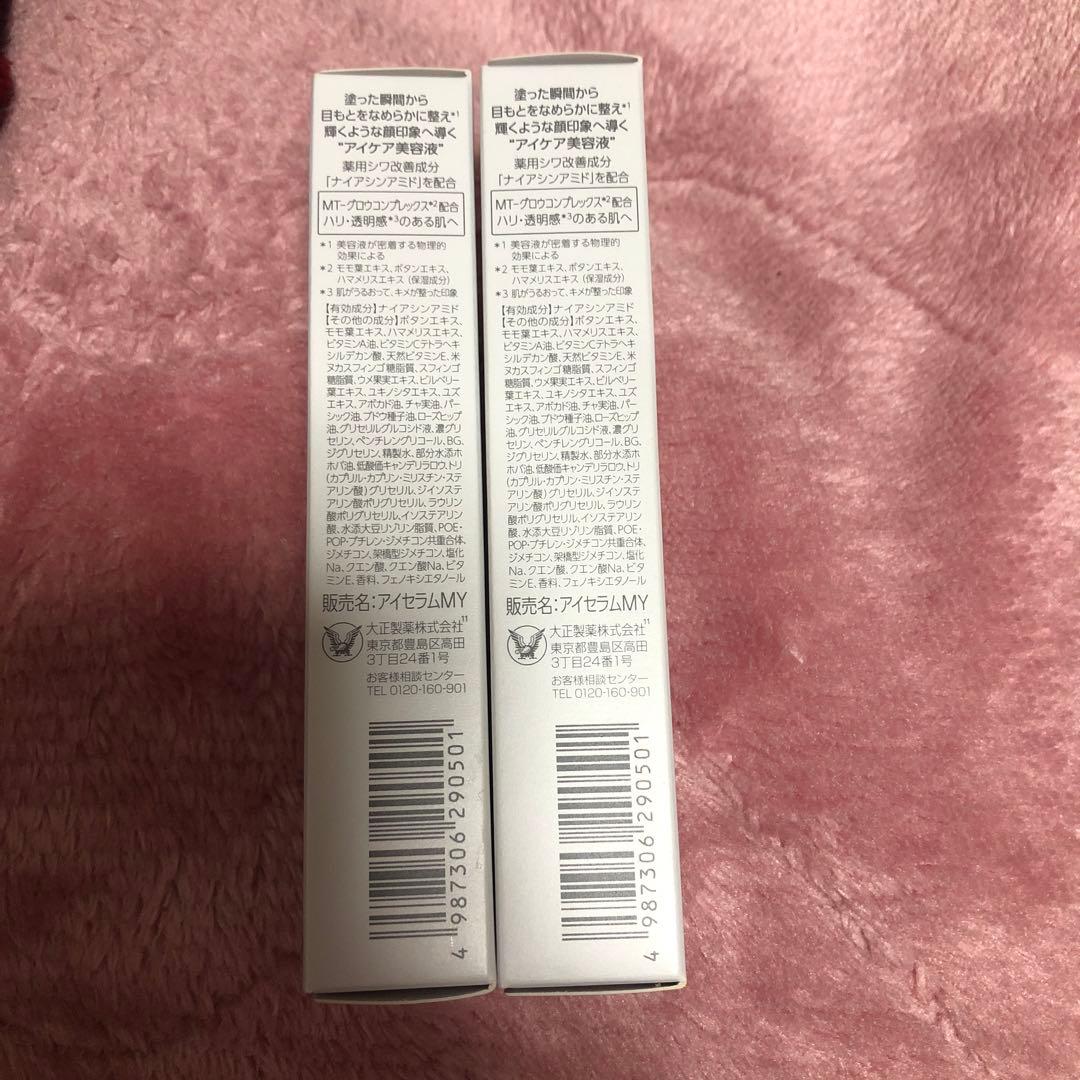 塗った瞬間から
目もとをなめらかに整え*1
輝くような顔印象へ導く
“アイケア美容液”
薬用シワ改善成分
「ナイアシンアミド」を配合
MT-グロウコンプレックス*2配合
ハリ・透明感*3のある肌へ
*1 美容液が密着する物理的
効果による
*2 モモ葉エキス、ボタンエキス、
ハマメリスエキス（保湿成分）
*3 肌がうるおって、キメが整った印象
【有効成分】ナイアシンアミド
【その他の成分】ボタンエキス、
モモ葉エキス、ハマメリスエキス、
ビタミンA油、ビタミンCテトラヘキ
シルデカン酸、天然ビタミンE、米
ヌカスフィンゴ糖脂質、スフィンゴ
糖脂質、ウメ果実エキス、ビルベリー
葉エキス、ユキノシタエキス、ユズ
エキス、アボカド油、チャ実油、パー
シック油、ブドウ種子油、ローズヒップ
油、グリセリルグルコシド液、濃グリ
セリン、ペンチレングリコール、BG、
ジグリセリン、精製水、部分水添ホ
ホバ油、低酸価キャンデリラロウ、トリ
(カプリル・カプリン・ミリスチン・ステ
アリン酸)グリセリル、ジイソステ
アリン酸ポリグリセリル、ラウリン
酸ポリグリセリル、イソステアリン
酸、水添大豆リゾリン脂質、POE・
POP・ブチレン・ジメチコン共重合体、
ジメチコン、架橋型ジメチコン、塩化
Na、クエン酸、クエン酸Na、ビタ
ミンE、香料、フェノキシエタノール
販売名：アイセラムMY
大正製薬株式会社11
東京都豊島区高田
3丁目24番1号
お客様相談センター
TEL 0120-160-901
4 987306 290501
塗った瞬間から
目もとをなめらかに整え*1
輝くような顔印象へ導く
“アイケア美容液”
薬用シワ改善成分
「ナイアシンアミド」を配合
MT-グロウコンプレックス*2配合
ハリ・透明感*3のある肌へ
*1 美容液が密着する物理的
効果による
*2 モモ葉エキス、ボタンエキス、
ハマメリスエキス（保湿成分）
*3 肌がうるおって、キメが整った印象
【有効成分】ナイアシンアミド
【その他の成分】ボタンエキス、
モモ葉エキス、ハマメリスエキス、
ビタミンA油、ビタミンCテトラヘキ
シルデカン酸、天然ビタミンE、米
ヌカスフィンゴ糖脂質、スフィンゴ
糖脂質、ウメ果実エキス、ビルベリー
葉エキス、ユキノシタエキス、ユズ
エキス、アボカド油、チャ実油、パー
シック油、ブドウ種子油、ローズヒップ
油、グリセリルグルコシド液、濃グリ
セリン、ペンチレングリコール、BG、
ジグリセリン、精製水、部分水添ホ
ホバ油、低酸価キャンデリラロウ、トリ
(カプリル・カプリン・ミリスチン・ステ
アリン酸)グリセリル、ジイソステ
アリン酸ポリグリセリル、ラウリン
酸ポリグリセリル、イソステアリン
酸、水添大豆リゾリン脂質、POE・
POP・ブチレン・ジメチコン共重合体、
ジメチコン、架橋型ジメチコン、塩化
Na、クエン酸、クエン酸Na、ビタ
ミンE、香料、フェノキシエタノール
販売名：アイセラムMY
大正製薬株式会社11
東京都豊島区高田
3丁目24番1号
お客様相談センター
TEL 0120-160-901
4 987306 290501